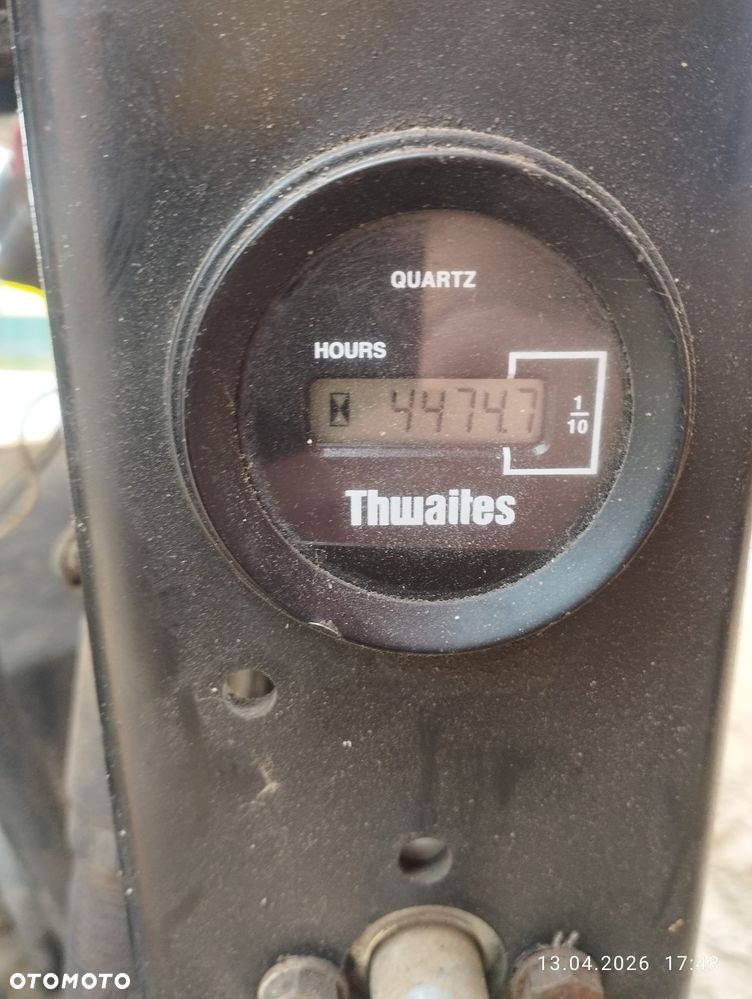 QUARTZ
HOURS
4474.7
1
10
Thwaites
13.04.2026 17:48
OTOMOTO